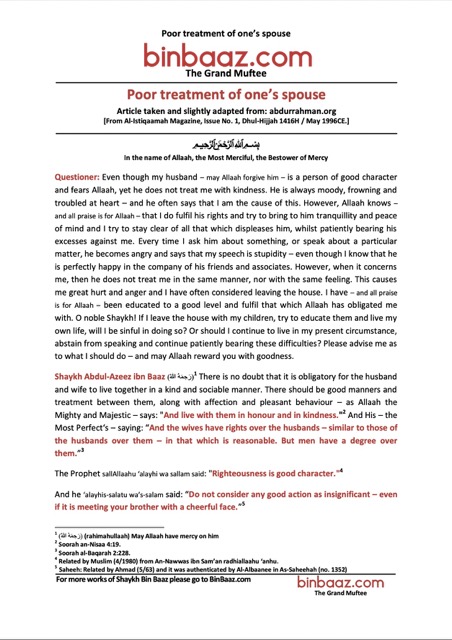 Poor treatment of one's spouse
binbaaz.com
The Grand Muftee
Poor treatment of one's spouse
Article taken and slightly adapted from: abdurrahman.org
[From Al-Istiqaamah Magazine, Issue No. 1, Dhul-Hijjah 1416H / May 1996CE.]
بِسْمِ اللهِ الرَّحْمٰنِ الرَّحِيمِ
In the name of Allaah, the Most Merciful, the Bestower of Mercy
Questioner: Even though my husband – may Allaah forgive him – is a person of good character
and fears Allaah, yet he does not treat me with kindness. He is always moody, frowning and
troubled at heart – and he often says that I am the cause of this. However, Allaah knows –
and all praise is for Allaah – that I do fulfil his rights and try to bring to him tranquillity and peace
of mind and I try to stay clear of all that which displeases him, whilst patiently bearing his
excesses against me. Every time I ask him about something, or speak about a particular
matter, he becomes angry and says that my speech is stupidity – even though I know that he
is perfectly happy in the company of his friends and associates. However, when it concerns
me, then he does not treat me in the same manner, nor with the same feeling. This causes
me great hurt and anger and I have often considered leaving the house. I have – and all praise
is for Allaah – been educated to a good level and fulfil that which Allaah has obligated me
with. O noble Shaykh! If I leave the house with my children, try to educate them and live my
own life, will I be sinful in doing so? Or should I continue to live in my present circumstance,
abstain from speaking and continue patiently bearing these difficulties? Please advise me as
to what I should do – and may Allaah reward you with goodness.
Shaykh Abdul-Azeez ibn Baaz (رَحِمَهُ اللهُ)1 There is no doubt that it is obligatory for the husband
and wife to live together in a kind and sociable manner. There should be good manners and
treatment between them, along with affection and pleasant behaviour – as Allaah the
Mighty and Majestic – says: "And live with them in honour and in kindness."2 And His – the
Most Perfect's – saying: "And the wives have rights over the husbands – similar to those of
the husbands over them – in that which is reasonable. But men have a degree over
them."3
The Prophet sallAllaahu 'alayhi wa sallam said: "Righteousness is good character."4
And he 'alayhis-salatu wa's-salam said: "Do not consider any good action as insignificant – even
if it is meeting your brother with a cheerful face."5
1 (رَحِمَهُ اللهُ) (rahimahullaah) May Allaah have mercy on him
2 Soorah an-Nisaa 4:19.
3 Soorah al-Baqarah 2:228.
4 Related by Muslim (4/1980) from An-Nawwas ibn Sam'an radhiallaahu 'anhu.
5 Saheeh: Related by Ahmad (5/63) and it was authenticated by Al-Albaanee in As-Saheehah (no. 1352)
For more works of Shaykh Bin Baaz please go to BinBaaz.com
binbaaz.com
The Grand Muftee